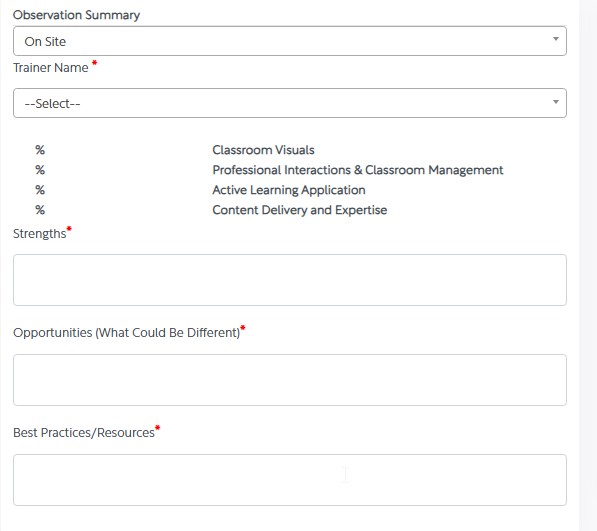 Observation Summary
On Site
Trainer Name *
--Select--
% Classroom Visuals
% Professional Interactions & Classroom Management
% Active Learning Application
% Content Delivery and Expertise
Strengths*
Opportunities (What Could Be Different)*
Best Practices/Resources*